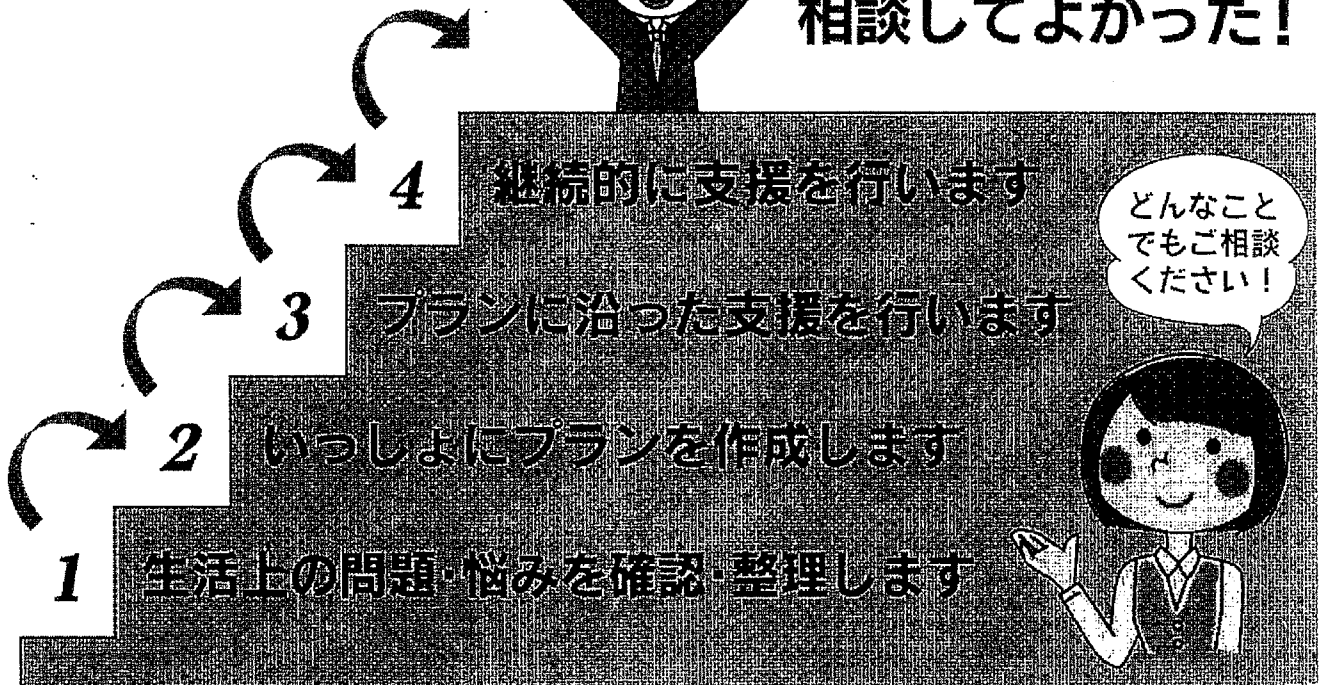 相談してよかった!
4 継続的に支援を行います
どんなこと
でもご相談
ください!
3 プランに沿った支援を行います
2 いっしょにプランを作成します
1 生活上の問題・悩みを確認・整理します